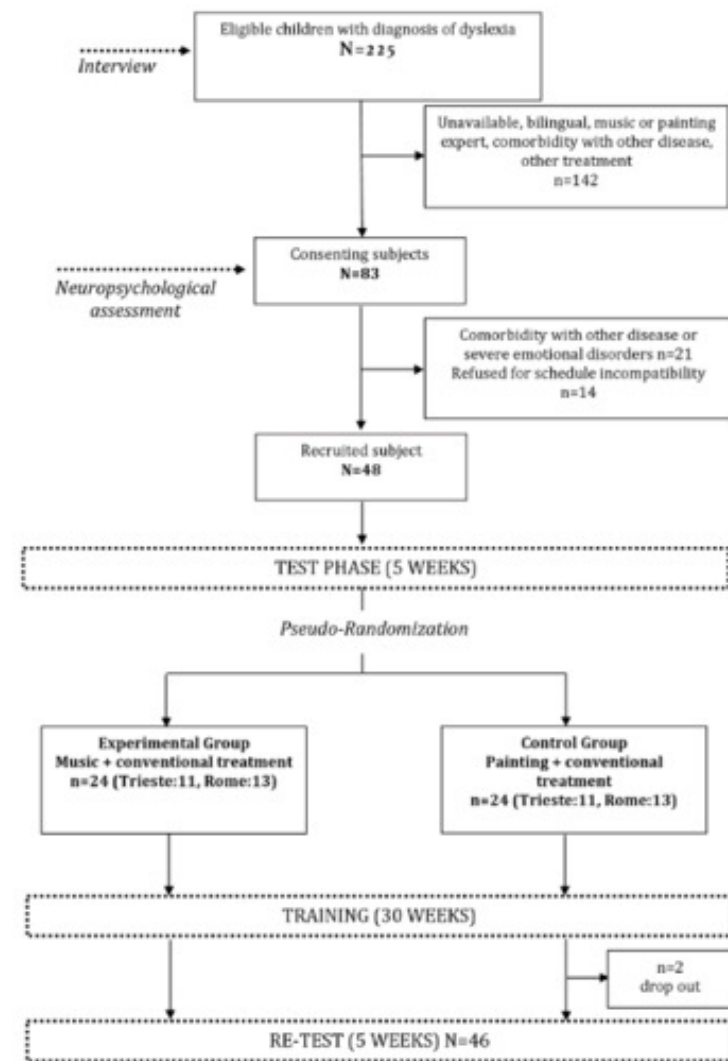 Eligible children with diagnosis of dyslexia
N=225
Interview
Unavailable, bilingual, music or painting
expert, comorbidity with other disease,
other treatment
n=142
Consenting subjects
N=83
Neuropsychological
assessment
Comorbidity with other disease or
severe emotional disorders n=21
Refused for schedule incompatibility
n=14
Recruited subject
N=48
TEST PHASE (5 WEEKS)
Pseudo-Randomization
Experimental Group
Music + conventional treatment
n=24 (Trieste:11, Rome:13)
Control Group
Painting + conventional
treatment
n=24 (Trieste:11, Rome:13)
TRAINING (30 WEEKS)
n=2
drop out
RE-TEST (5 WEEKS) N=46